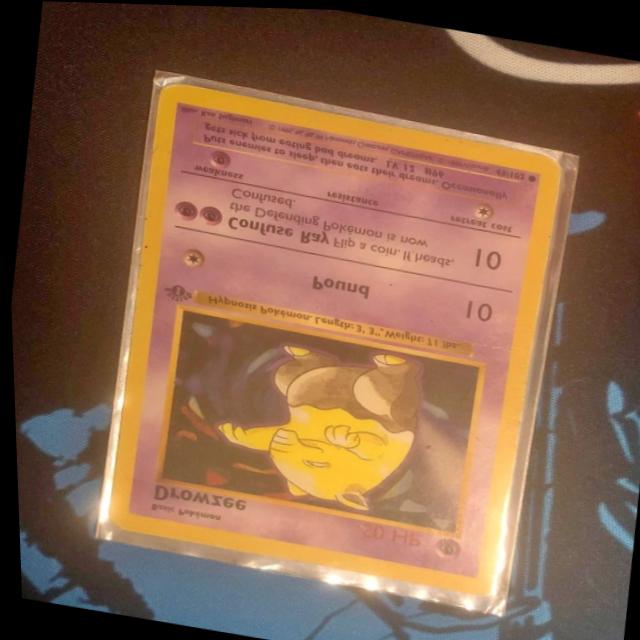 Basic Pokémon
Drowzee
50 HP
Hypnosis Pokémon. Length: 3' 3", Weight: 71 lbs.
Pound
10
Confuse Ray Flip a coin. If heads,
the Defending Pokémon is now
Confused.
10
weakness
resistance
retreat cost
Puts enemies to sleep, then eats their dreams. Occasionally
gets sick from eating bad dreams. LV. 12 #96
49/102